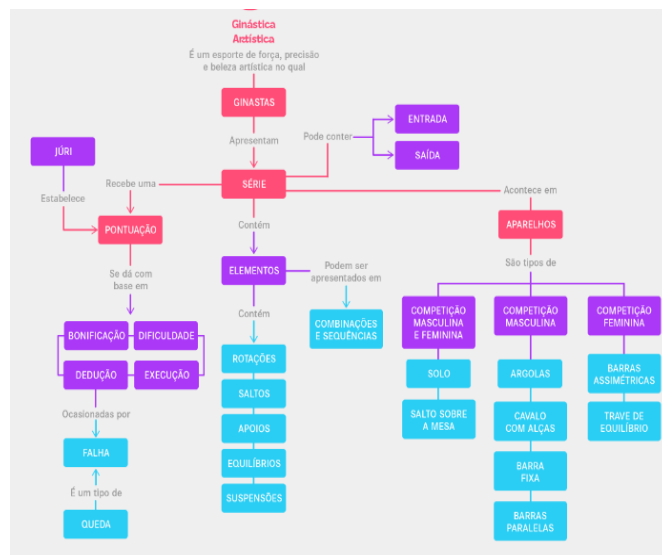 Ginástica
Artística
É um esporte de força, precisão
e beleza artística no qual
GINASTAS
Apresentam
Pode conter
ENTRADA
SAÍDA
JÚRI
Estabelece
Recebe uma
SÉRIE
Acontece em
PONTUAÇÃO
Contém
APARELHOS
Se dá com
base em
ELEMENTOS
Podem ser
apresentados em
São tipos de
BONIFICAÇÃO
DIFICULDADE
DEDUÇÃO
EXECUÇÃO
Contém
COMBINAÇÕES
E SEQUÊNCIAS
COMPETIÇÃO
MASCULINA
E FEMININA
COMPETIÇÃO
MASCULINA
COMPETIÇÃO
FEMININA
Ocasionadas por
FALHA
É um tipo de
QUEDA
ROTAÇÕES
SALTOS
APOIOS
EQUILÍBRIOS
SUSPENSÕES
SOLO
SALTO SOBRE
A MESA
ARGOLAS
CAVALO
COM ALÇAS
BARRA
FIXA
BARRAS
PARALELAS
BARRAS
ASSIMÉTRICAS
TRAVE DE
EQUILÍBRIO